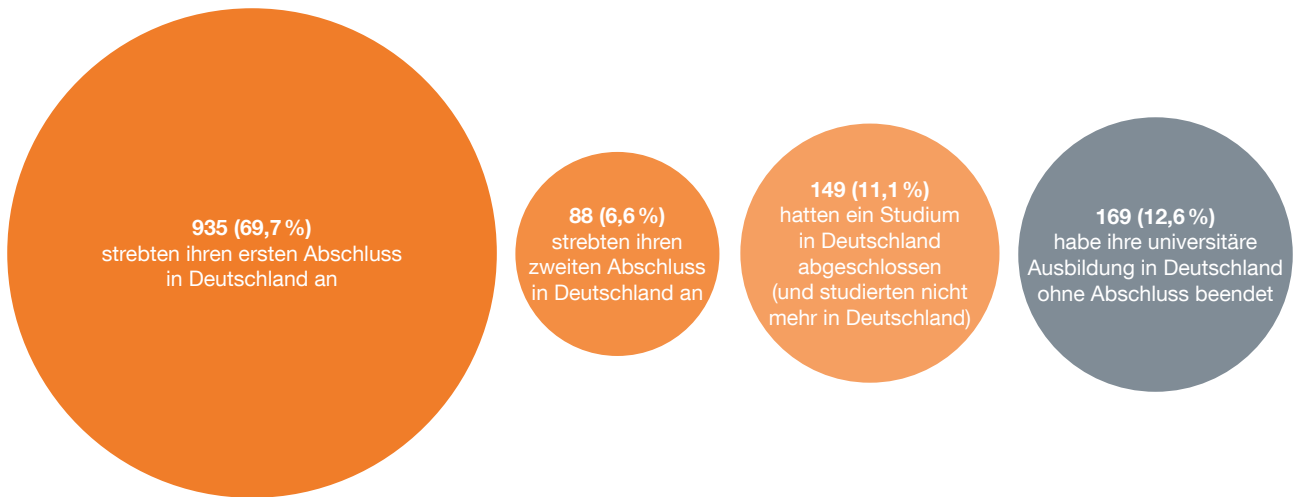 935 (69,7 %)
strebten ihren ersten Abschluss
in Deutschland an
88 (6,6 %)
strebten ihren
zweiten Abschluss
in Deutschland an
149 (11,1 %)
hatten ein Studium
in Deutschland
abgeschlossen
(und studierten nicht
mehr in Deutschland)
169 (12,6 %)
habe ihre universitäre
Ausbildung in Deutschland
ohne Abschluss beendet